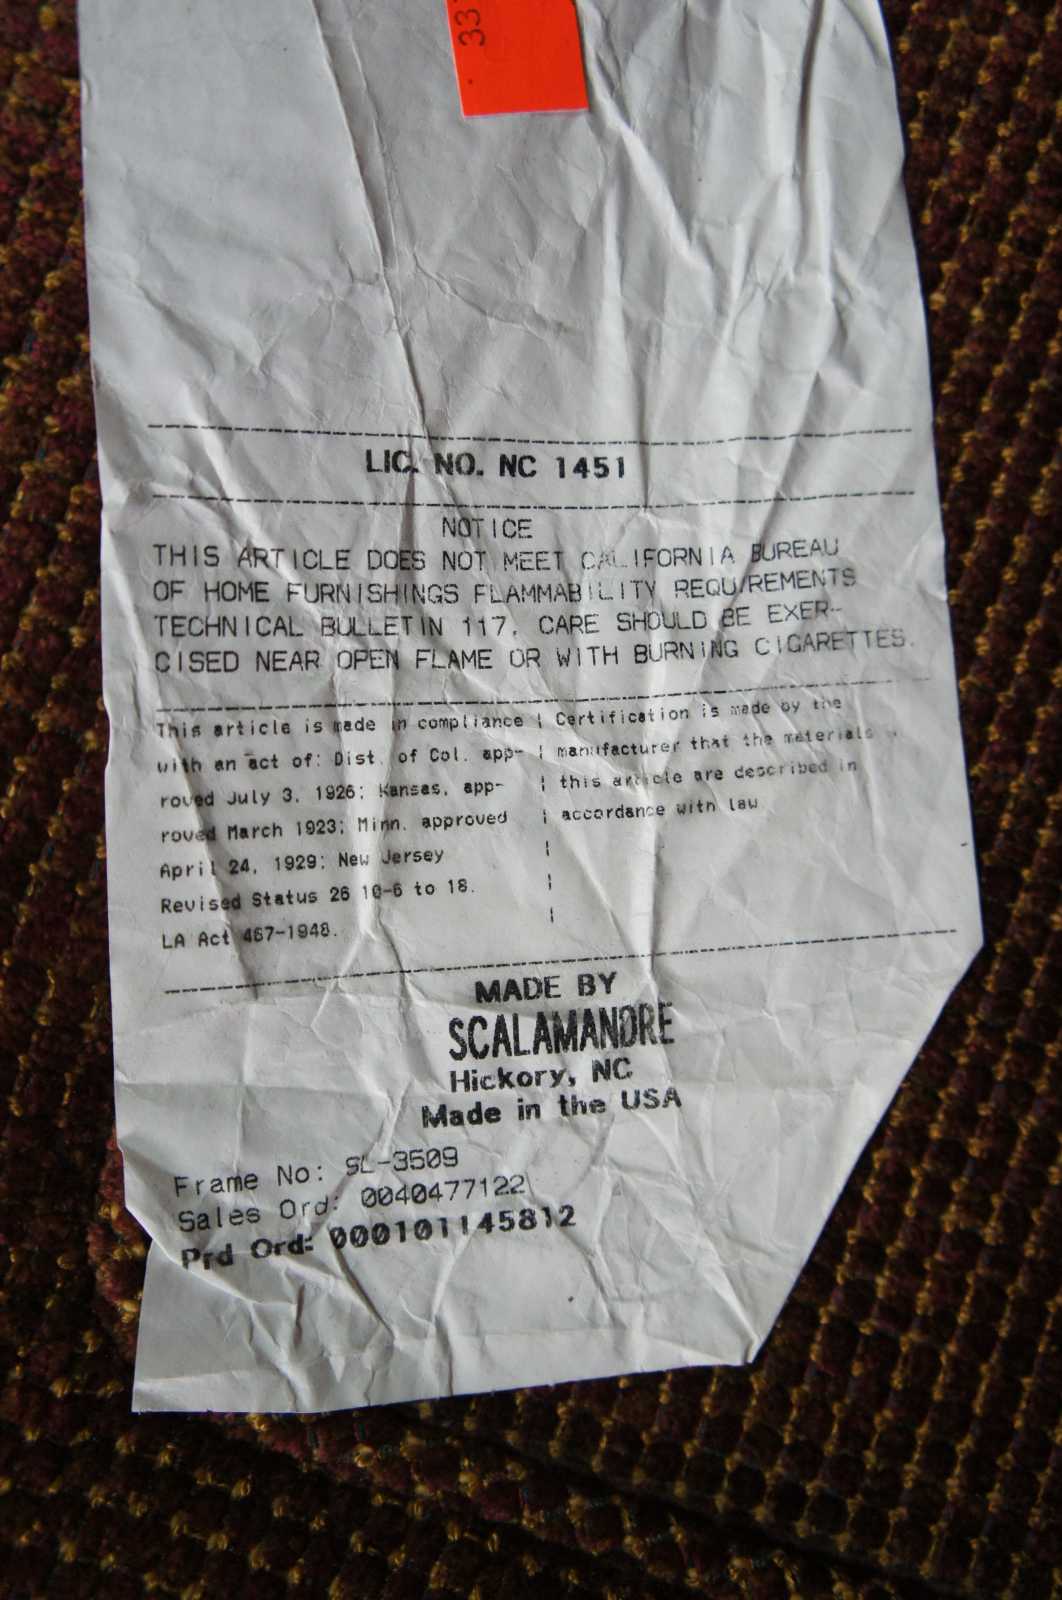 33
LIC. NO. NC 1451
NOTICE
THIS ARTICLE DOES NOT MEET CALIFORNIA BUREAU
OF HOME FURNISHINGS FLAMMABILITY REQUIREMENTS
TECHNICAL BULLETIN 117. CARE SHOULD BE EXER-
CISED NEAR OPEN FLAME OR WITH BURNING CIGARETTES.
This article is made in compliance
with an act of: Dist. of Col. app-
roved July 3, 1926; Kansas, app-
roved March 1923; Minn. approved
April 24, 1929; New Jersey
Revised Status 26 10-6 to 18.
LA Act 467-1948.
Certification is made by the
manufacturer that the materials
this article are described in
accordance with law
MADE BY
SCALAMANDRE
Hickory, NC
Made in the USA
Frame No: SL-3509
Sales Ord: 0040477122
Prd Ord: 000101145812